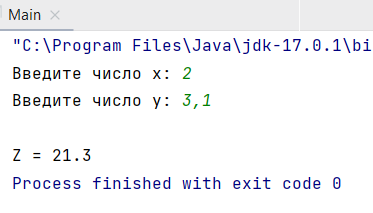 Main
"C:\Program Files\Java\jdk-17.0.1\bi
Введите число x: 2
Введите число y: 3,1
Z = 21.3
Process finished with exit code 0